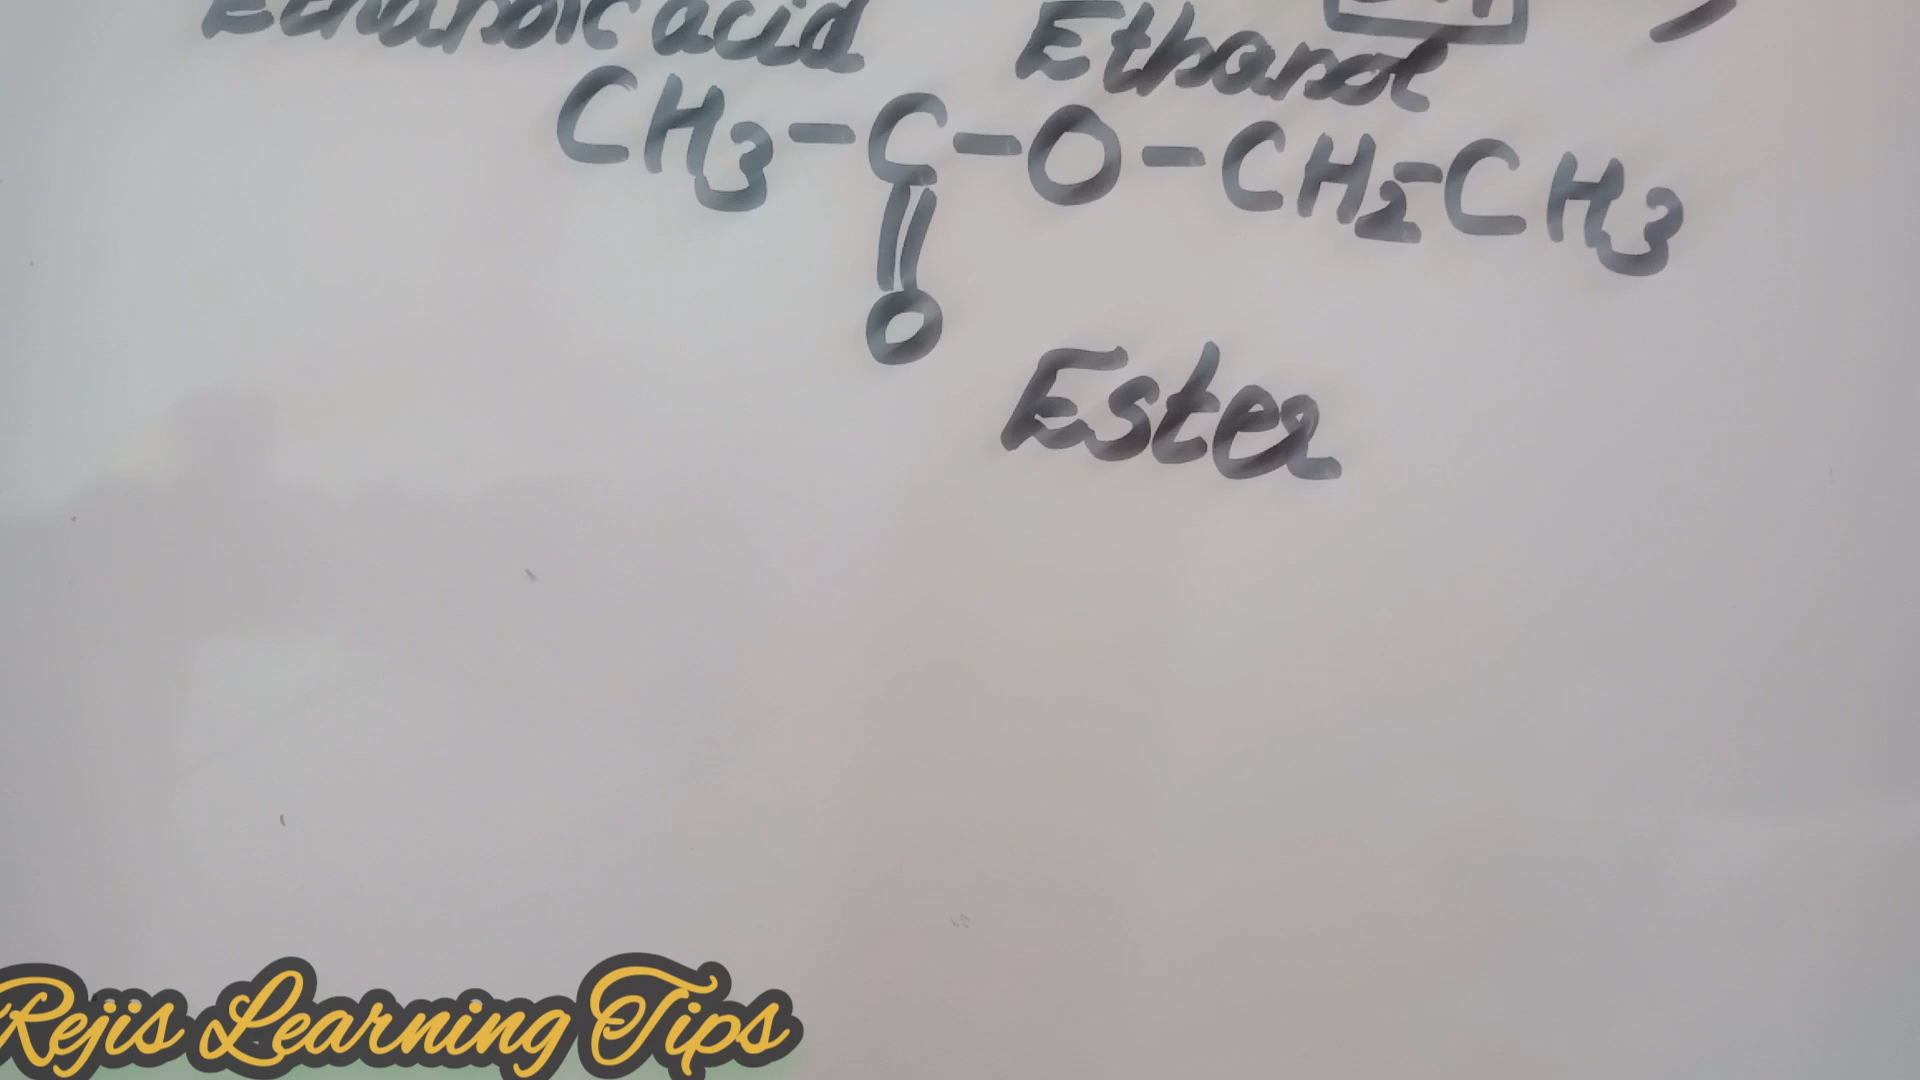 Ethanoic acid Ethanol
CH3-C-O-CH2-CH3
O
Ester
Rejis Learning Tips